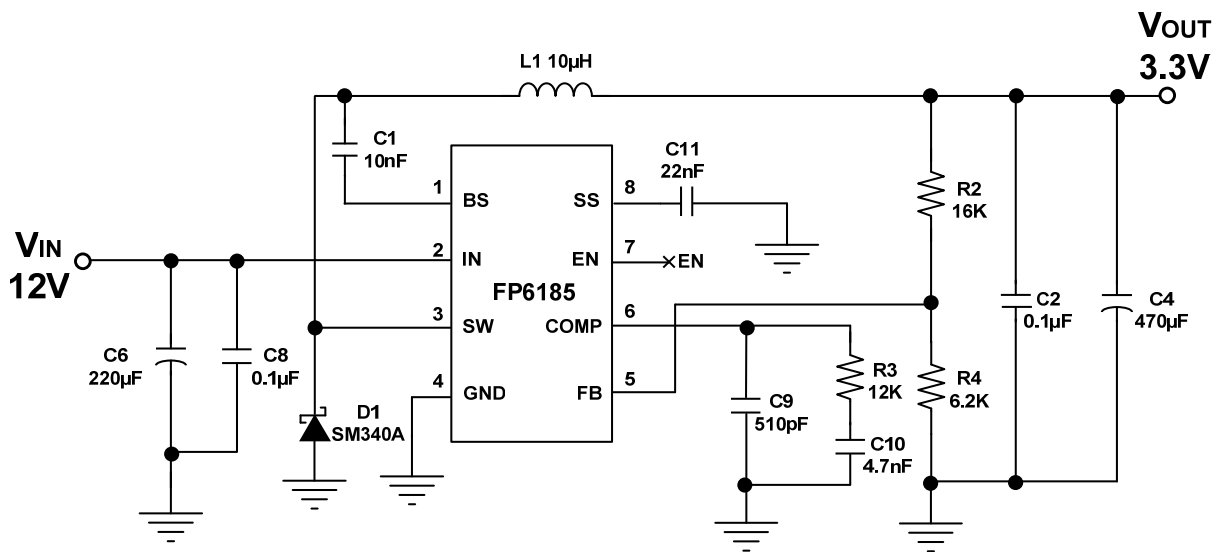 VOUT
3.3V
L1 10µH
C1
10nF
C11
22nF
1
BS
SS
8
R2
16K
VIN
12V
2
IN
EN
7
EN
FP6185
3
SW
COMP
6
C2
0.1µF
C4
470µF
C6
220µF
C8
0.1µF
4
GND
FB
5
R3
12K
R4
6.2K
D1
SM340A
C9
510pF
C10
4.7nF